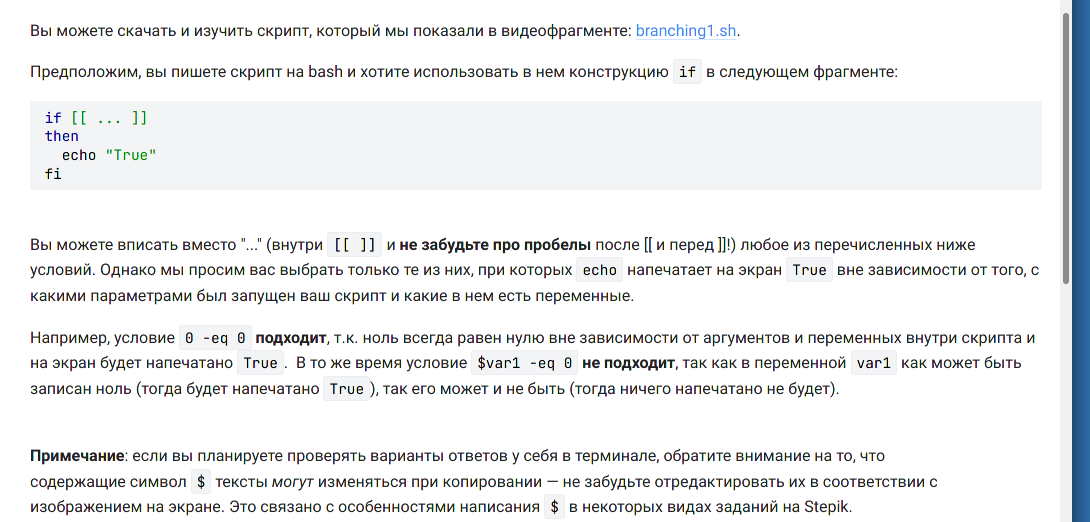 Вы можете скачать и изучить скрипт, который мы показали в видеофрагменте: branching1.sh.
Предположим, вы пишете скрипт на bash и хотите использовать в нем конструкцию if в следующем фрагменте:
if [[ ... ]]
then
  echo "True"
fi
Вы можете вписать вместо "..." (внутри [[ ]] и не забудьте про пробелы после [[ и перед ]]!) любое из перечисленных ниже
условий. Однако мы просим вас выбрать только те из них, при которых echo напечатает на экран True вне зависимости от того, с
какими параметрами был запущен ваш скрипт и какие в нем есть переменные.
Например, условие 0 -eq 0 подходит, т.к. ноль всегда равен нулю вне зависимости от аргументов и переменных внутри скрипта и
на экран будет напечатано True . В то же время условие $var1 -eq 0 не подходит, так как в переменной var1 как может быть
записан ноль (тогда будет напечатано True ), так его может и не быть (тогда ничего напечатано не будет).
Примечание: если вы планируете проверять варианты ответов у себя в терминале, обратите внимание на то, что
содержащие символ $ тексты могут изменяться при копировании — не забудьте отредактировать их в соответствии с
изображением на экране. Это связано с особенностями написания $ в некоторых видах заданий на Stepik.